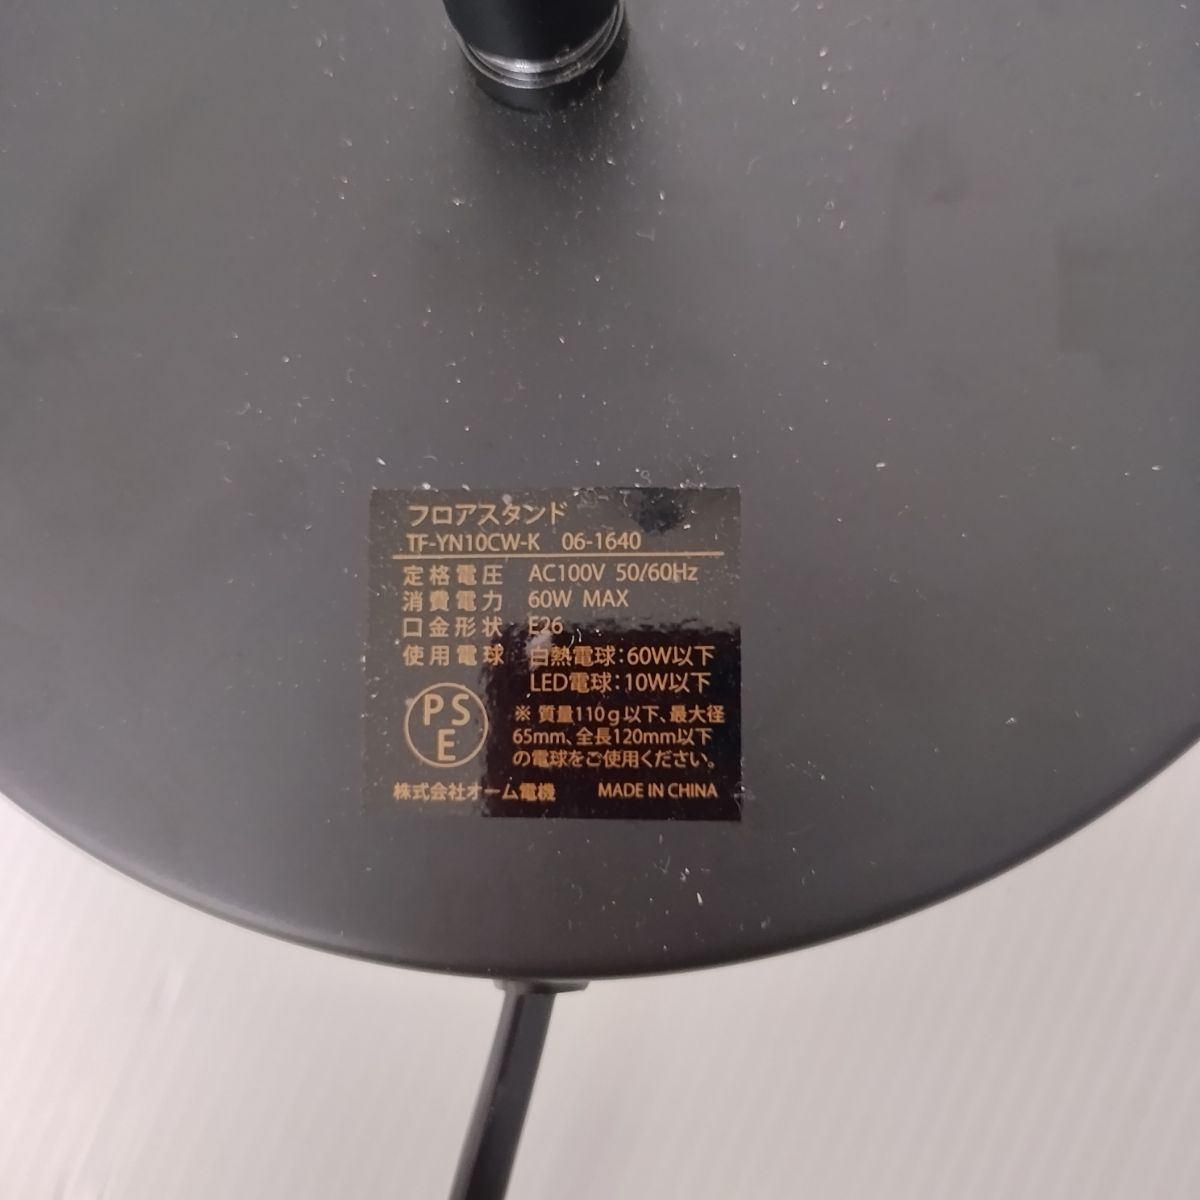 フロアスタンド
TF-YN10CW-K 06-1640
定格電圧 AC100V 50/60Hz
消費電力 60W MAX
口金形状 E26
使用電球 白熱電球:60W以下
LED電球:10W以下
※ 質量110g以下、最大径
65mm、全長120mm以下
の電球をご使用ください。
PS
E
株式会社オーム電機 MADE IN CHINA